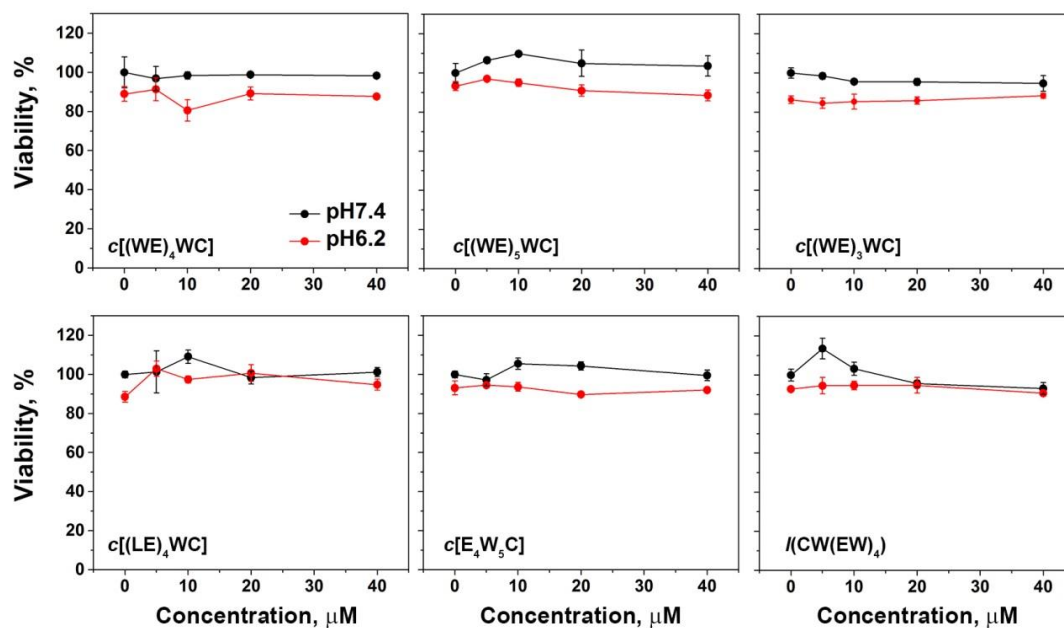 Viability, %
120
100
80
60
40
20
0
pH7.4
pH6.2
c[(WE)₄WC]
c[(WE)₅WC]
c[(WE)₃WC]
0 10 20 30 40
0 10 20 30 40
0 10 20 30 40
Viability, %
120
100
80
60
40
20
0
c[(LE)₄WC]
c[E₄W₅C]
l(CW(EW)₄)
0 10 20 30 40
0 10 20 30 40
0 10 20 30 40
Concentration, μM
Concentration, μM
Concentration, μM